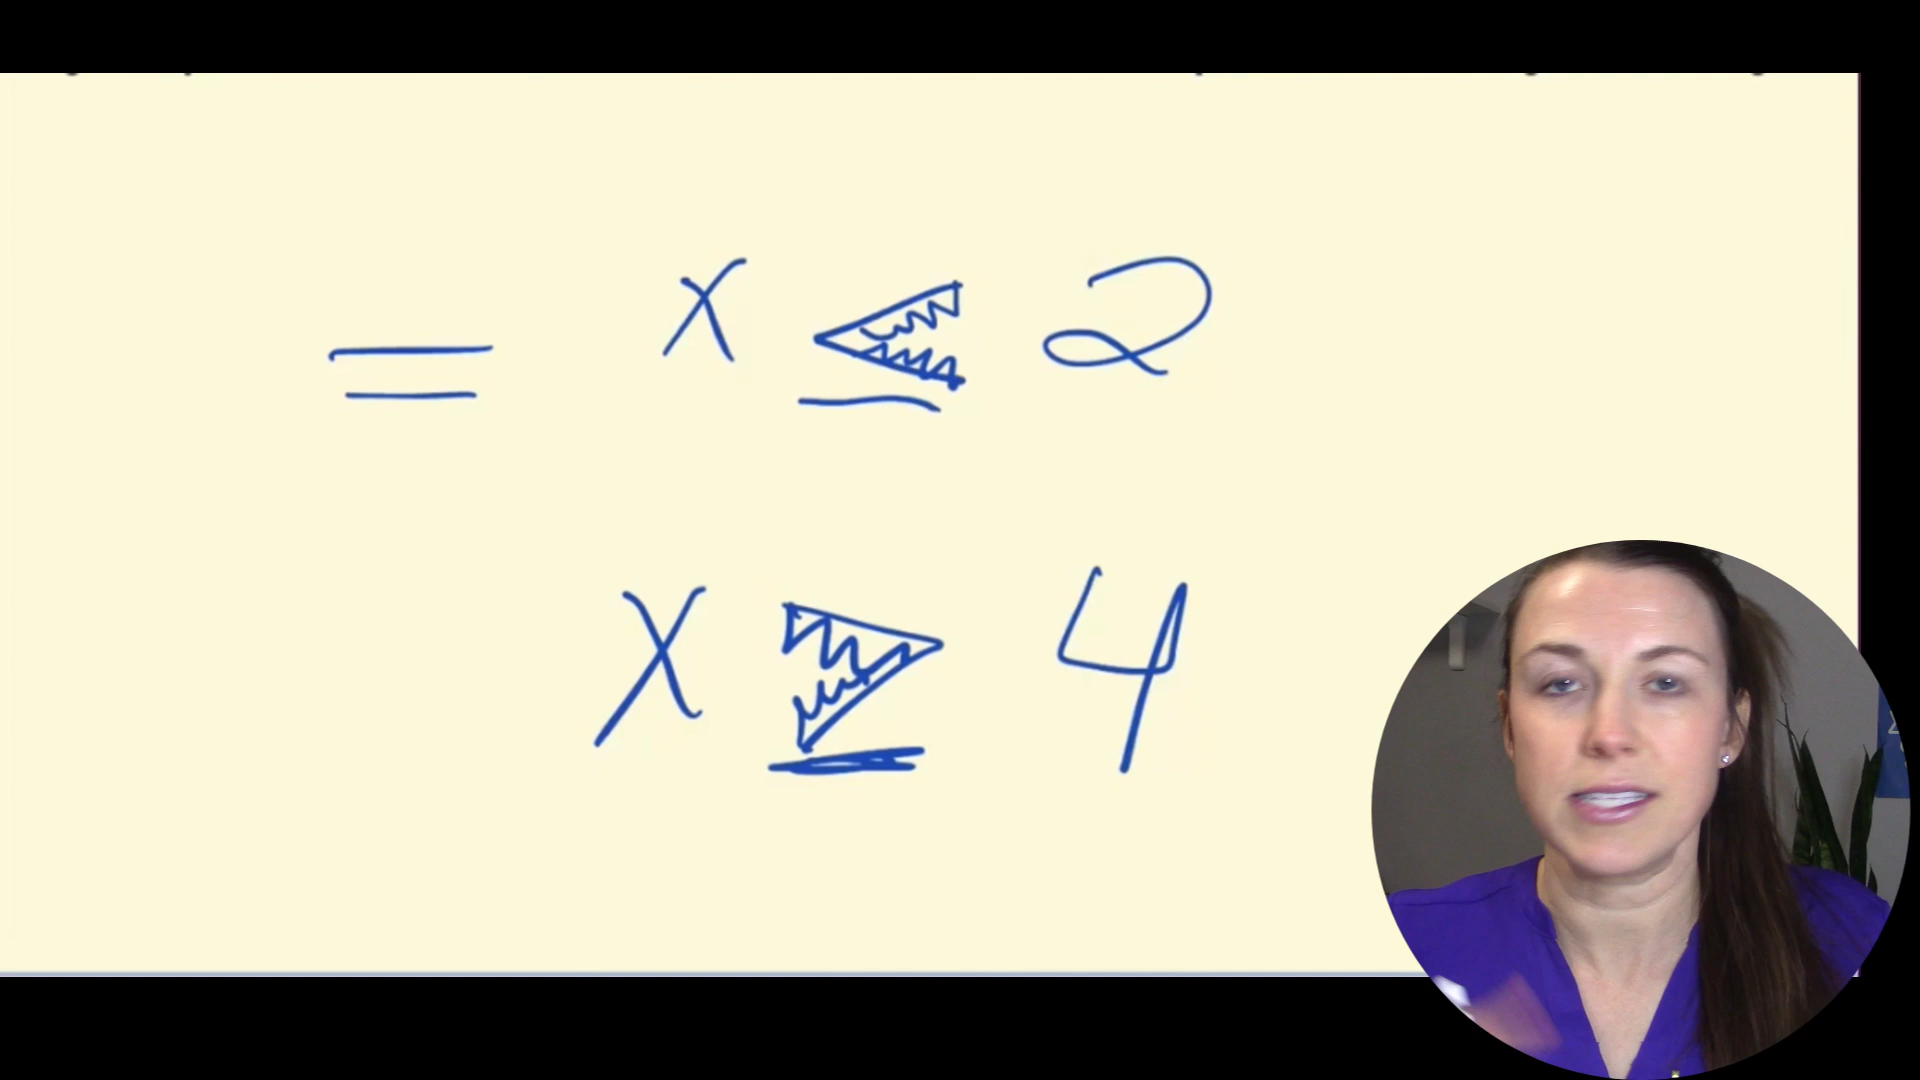 = x ≤ 2
x ≥ 4